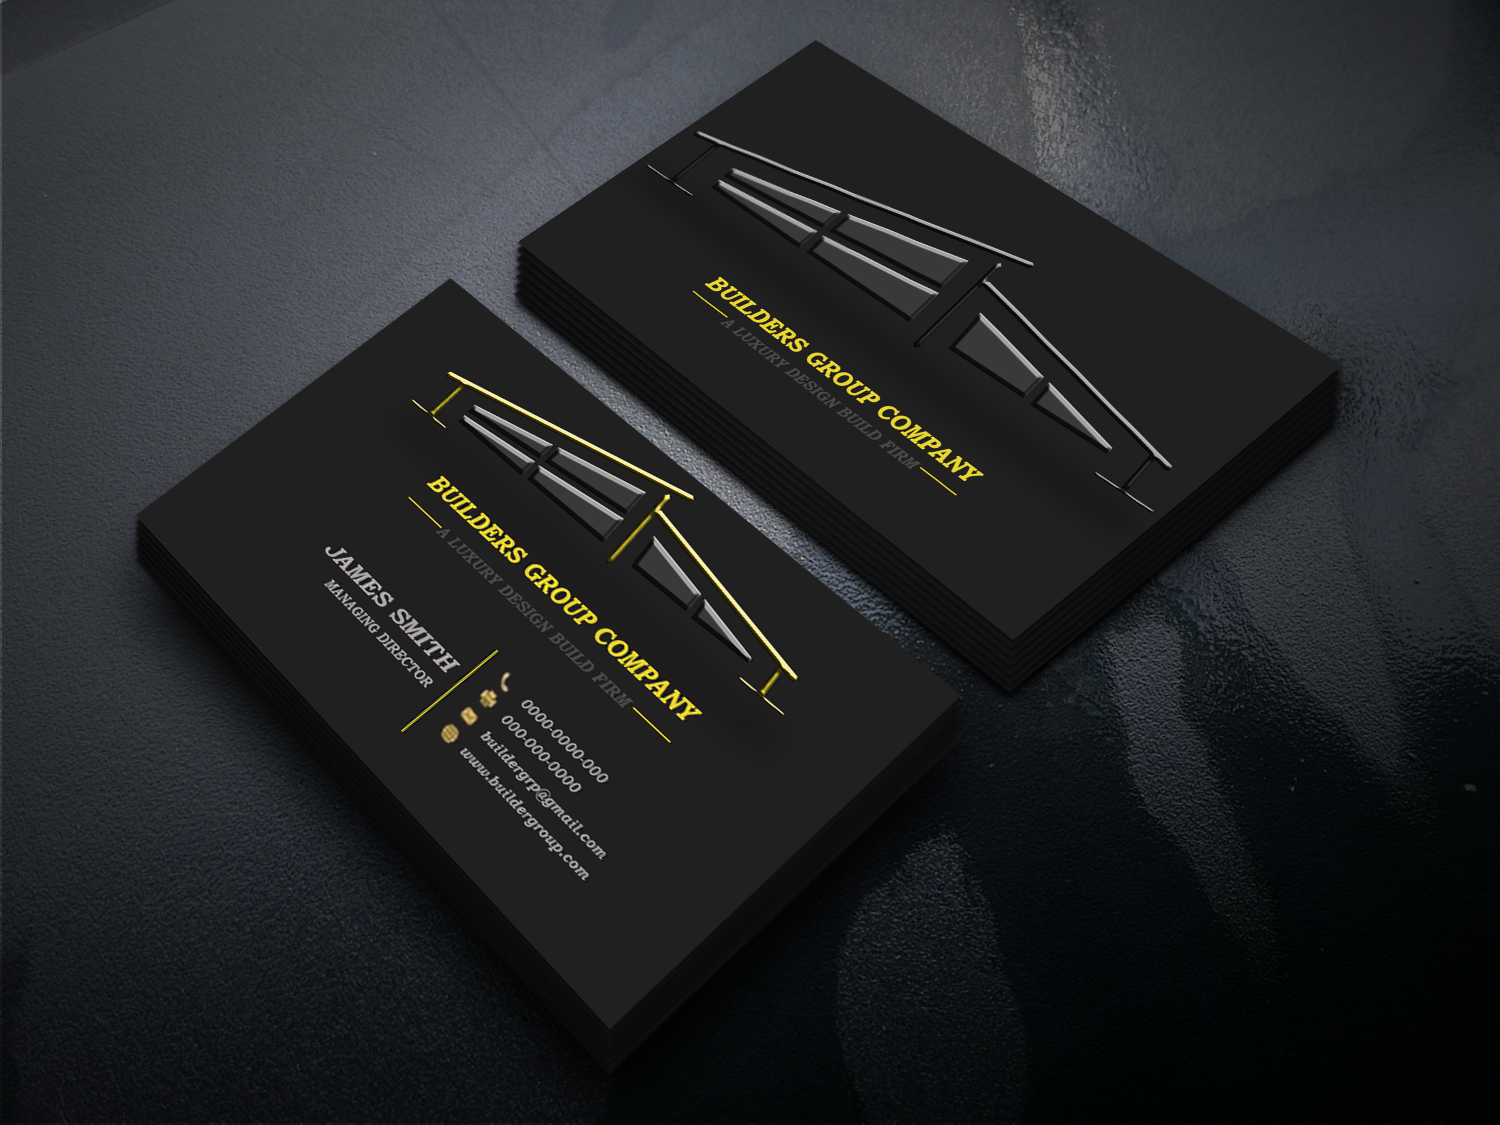 BUILDERS GROUP COMPANY
A LUXURY DESIGN BUILD FIRM
BUILDERS GROUP COMPANY
A LUXURY DESIGN BUILD FIRM
JAMES SMITH
MANAGING DIRECTOR
0000-0000-000
000-000-0000
buildergrp@gmail.com
www.buildergroup.com